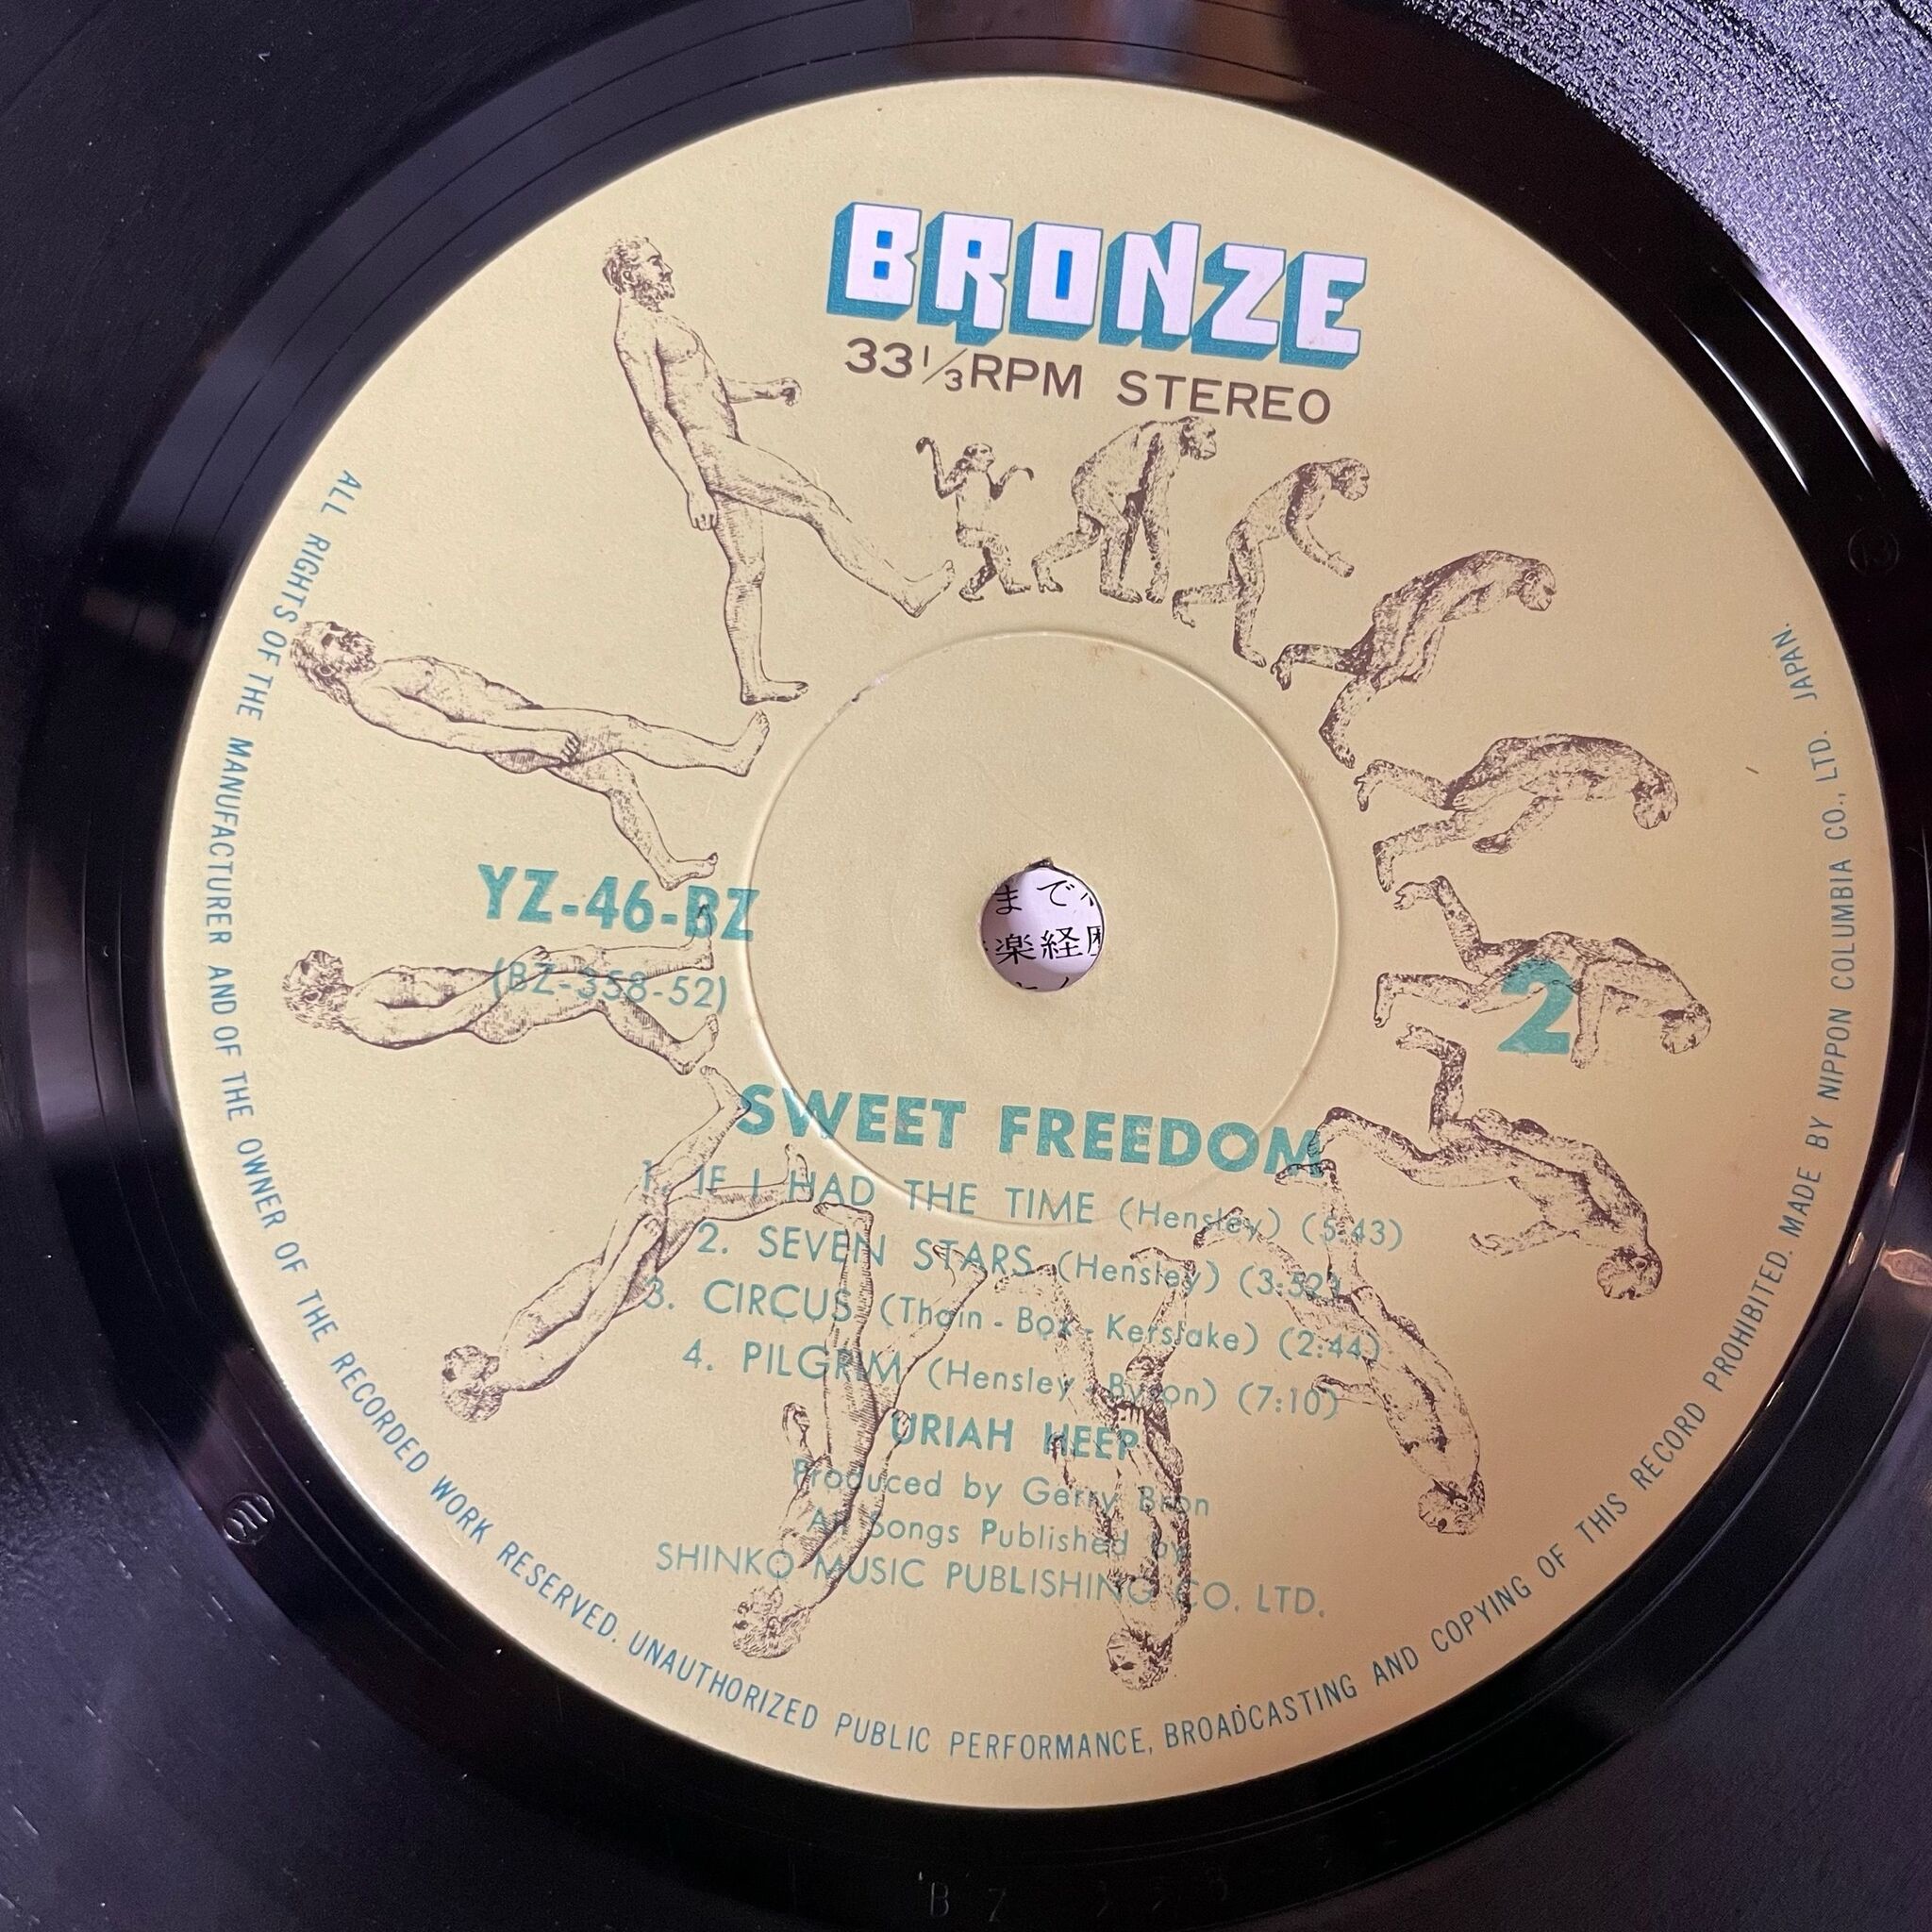 BRONZE
33⅓RPM STEREO
YZ-46-BZ
(BZ-358-52)
2
SWEET FREEDOM
1. IF I HAD THE TIME (Hensley) (5:43)
2. SEVEN STARS (Hensley) (3:52)
3. CIRCUS (Thain - Box - Kerslake) (2:44)
4. PILGRIM (Hensley - Byron) (7:10)
URIAH HEEP
Produced by Gerry Bron
All Songs Published by
SHINKO MUSIC PUBLISHING CO. LTD.
ALL RIGHTS OF THE MANUFACTURER AND OF THE OWNER OF THE RECORDED WORK RESERVED. UNAUTHORIZED PUBLIC PERFORMANCE, BROADCASTING AND COPYING OF THIS RECORD PROHIBITED. MADE BY NIPPON COLUMBIA CO., LTD. JAPAN.
まで
楽経